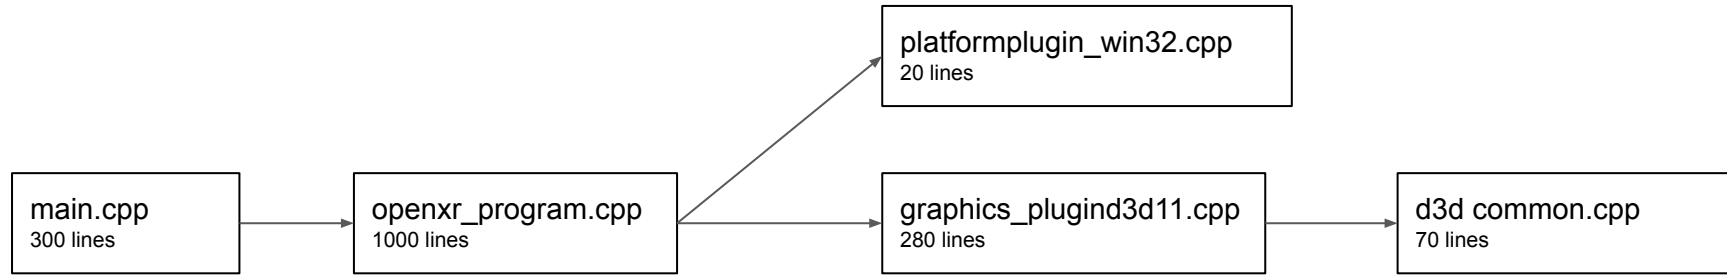 platformplugin_win32.cpp
20 lines
main.cpp
300 lines
openxr_program.cpp
1000 lines
graphics_plugind3d11.cpp
280 lines
d3d common.cpp
70 lines